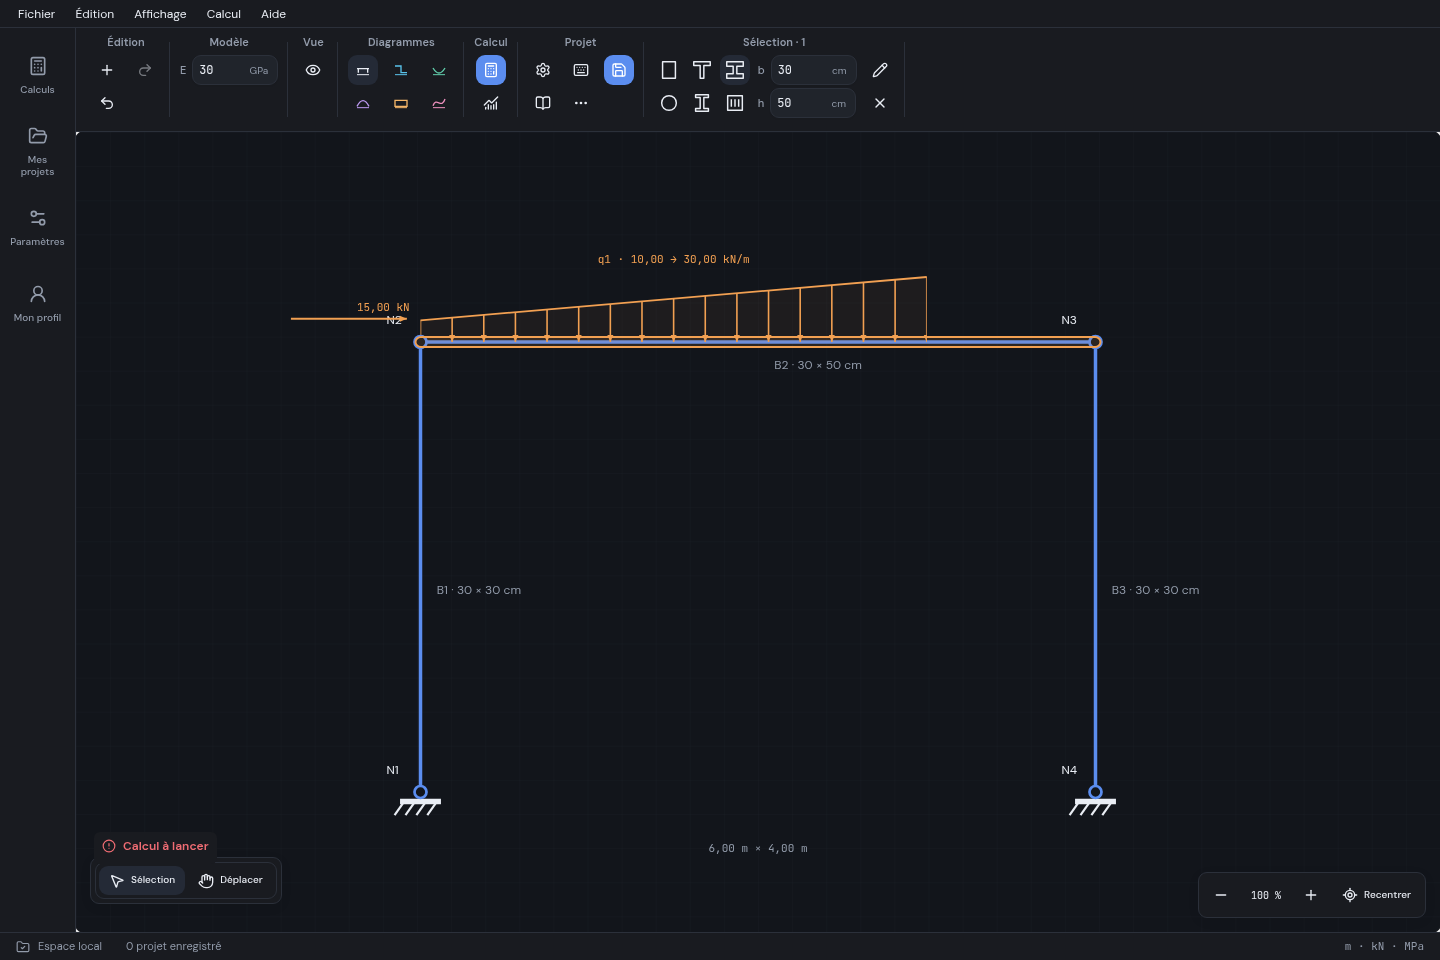 Fichier Édition Affichage Calcul Aide
Édition Modèle Vue Diagrammes Calcul Projet Sélection · 1
E 30 GPa b 30 cm
h 50 cm
Calculs
Mes
projets
Paramètres
Mon profil
q1 · 10,00 → 30,00 kN/m
15,00 kN
N2 N3
B2 · 30 × 50 cm
B1 · 30 × 30 cm B3 · 30 × 30 cm
N1 N4
6,00 m × 4,00 m
Calcul à lancer
Sélection Déplacer
100 % Recentrer
Espace local 0 projet enregistré m · kN · MPa